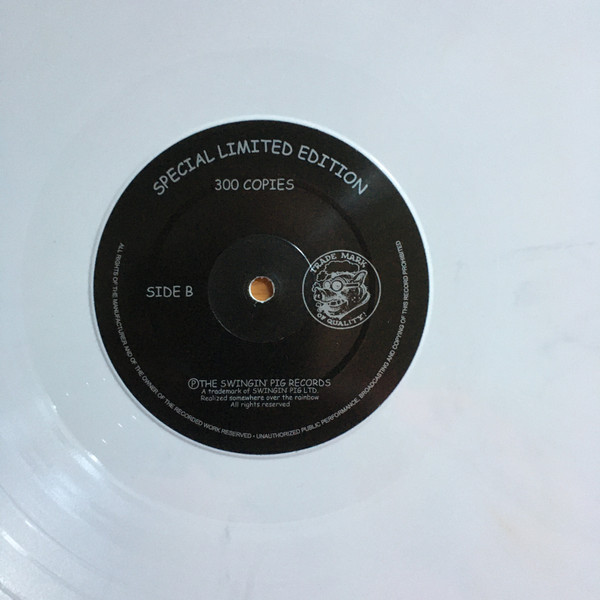 SPECIAL LIMITED EDITION
300 COPIES
SIDE B
TRADE MARK
OF QUALITY!
Ⓟ THE SWINGIN' PIG RECORDS
A trademark of SWINGIN' PIG LTD.
Realized somewhere over the rainbow
All rights reserved
ALL RIGHTS OF THE MANUFACTURER AND OF THE OWNER OF THE RECORDED WORK RESERVED • UNAUTHORIZED PUBLIC PERFORMANCE, BROADCASTING AND COPYING OF THIS RECORD PROHIBITED